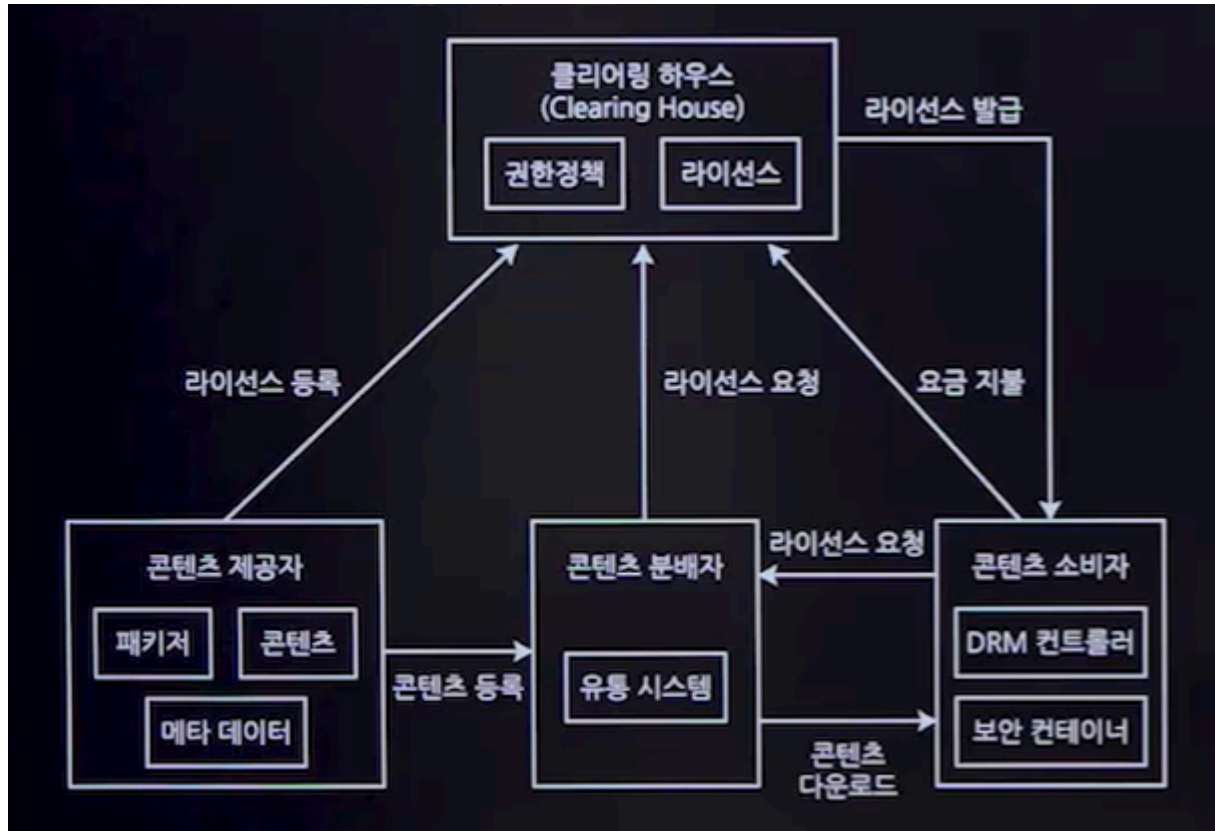 클리어링 하우스
(Clearing House)
라이선스 발급
권한정책
라이선스
라이선스 등록
라이선스 요청
요금 지불
콘텐츠 제공자
콘텐츠 분배자
라이선스 요청
콘텐츠 소비자
패키저
콘텐츠
DRM 컨트롤러
콘텐츠 등록
유통 시스템
메타 데이터
보안 컨테이너
콘텐츠
다운로드